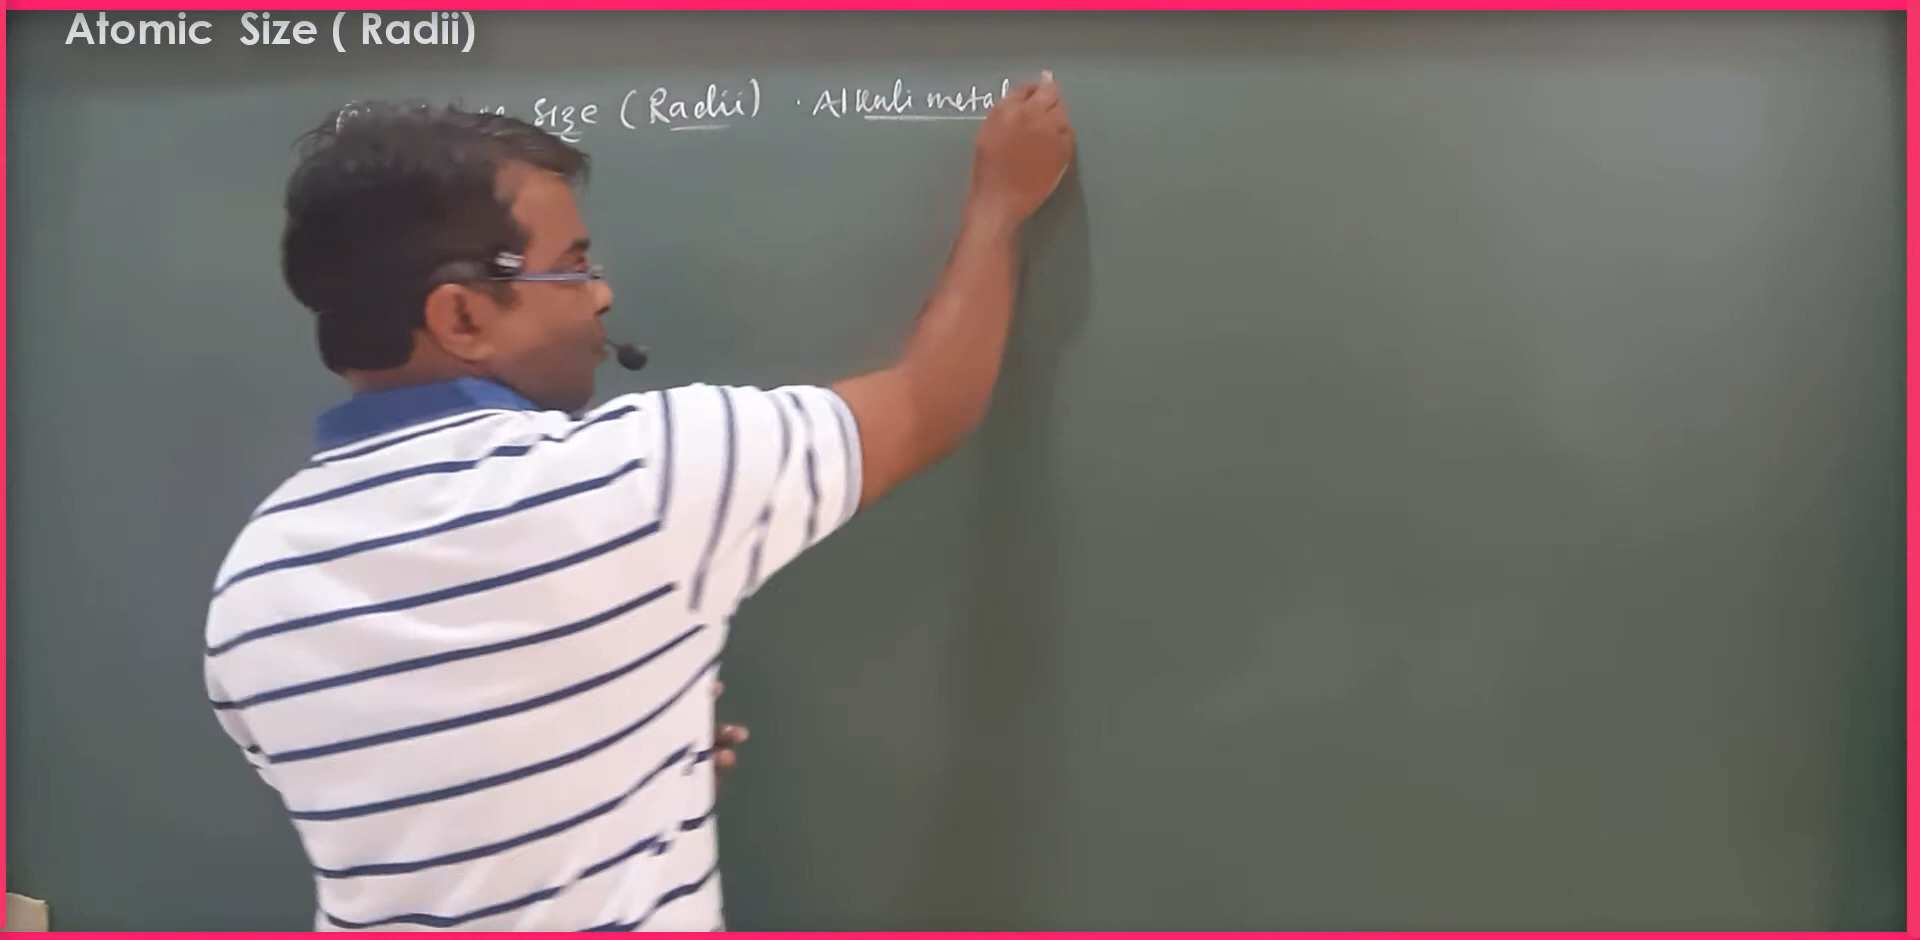 Atomic Size ( Radii)
Size (Radii) . Alkali metal